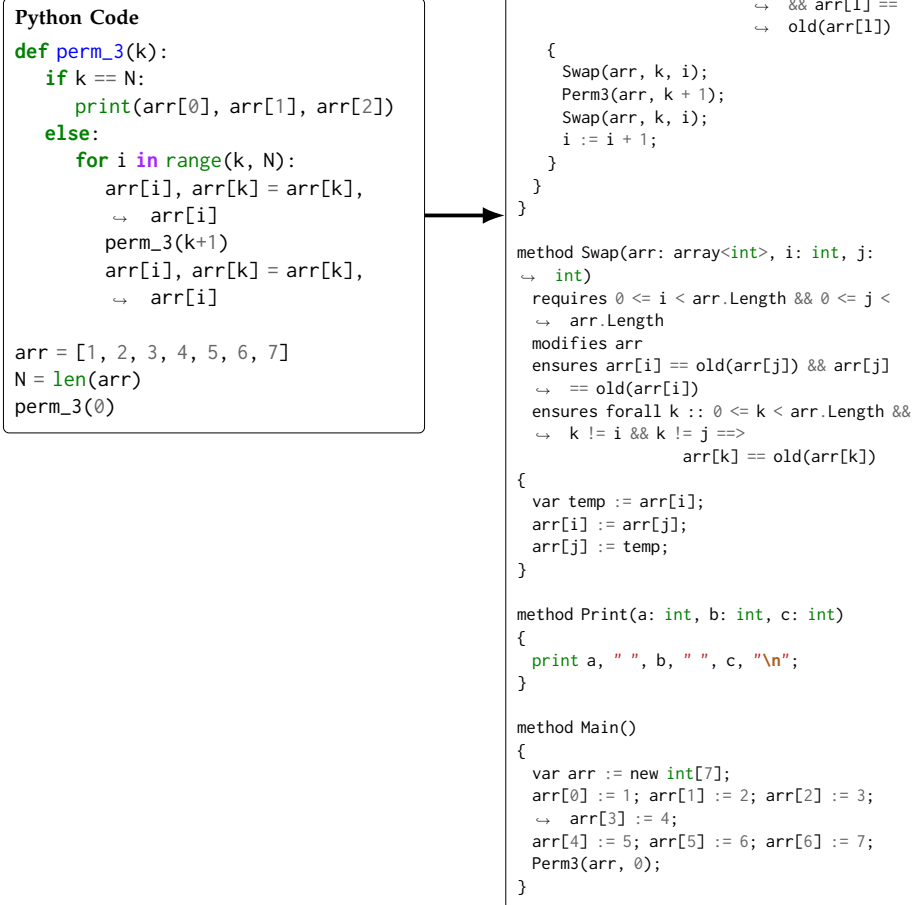 Python Code
def perm_3(k):
if k == N:
print(arr[0], arr[1], arr[2])
else:
for i in range(k, N):
arr[i], arr[k] = arr[k],
↪ arr[i]
perm_3(k+1)
arr[i], arr[k] = arr[k],
↪ arr[i]
arr = [1, 2, 3, 4, 5, 6, 7]
N = len(arr)
perm_3(0)
↪ && arr[l] ==
↪ old(arr[l])
{
Swap(arr, k, i);
Perm3(arr, k + 1);
Swap(arr, k, i);
i := i + 1;
}
}
}
method Swap(arr: array<int>, i: int, j:
↪ int)
requires 0 <= i < arr.Length && 0 <= j <
↪ arr.Length
modifies arr
ensures arr[i] == old(arr[j]) && arr[j]
↪ == old(arr[i])
ensures forall k :: 0 <= k < arr.Length &&
↪ k != i && k != j ==>
arr[k] == old(arr[k])
{
var temp := arr[i];
arr[i] := arr[j];
arr[j] := temp;
}
method Print(a: int, b: int, c: int)
{
print a, " ", b, " ", c, "\n";
}
method Main()
{
var arr := new int[7];
arr[0] := 1; arr[1] := 2; arr[2] := 3;
↪ arr[3] := 4;
arr[4] := 5; arr[5] := 6; arr[6] := 7;
Perm3(arr, 0);
}